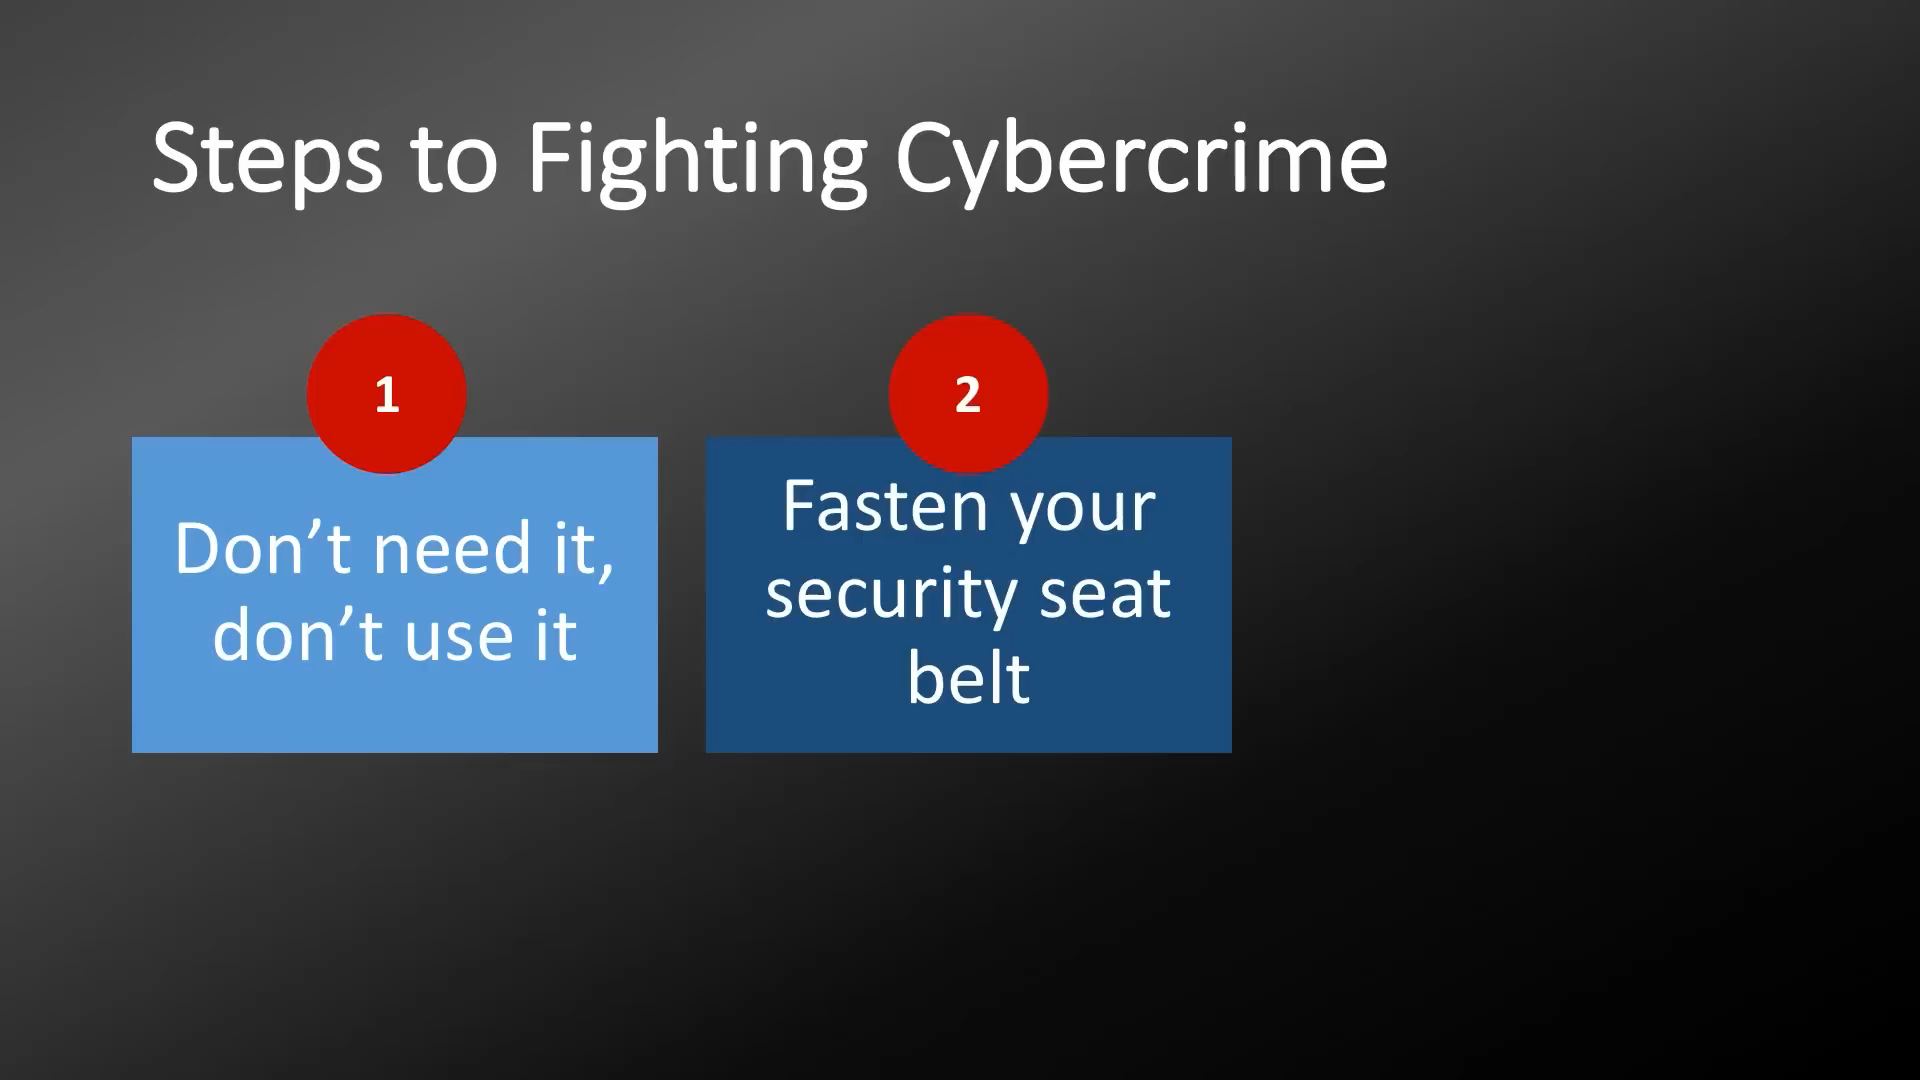 Steps to Fighting Cybercrime
1
Don’t need it,
don’t use it
2
Fasten your
security seat
belt